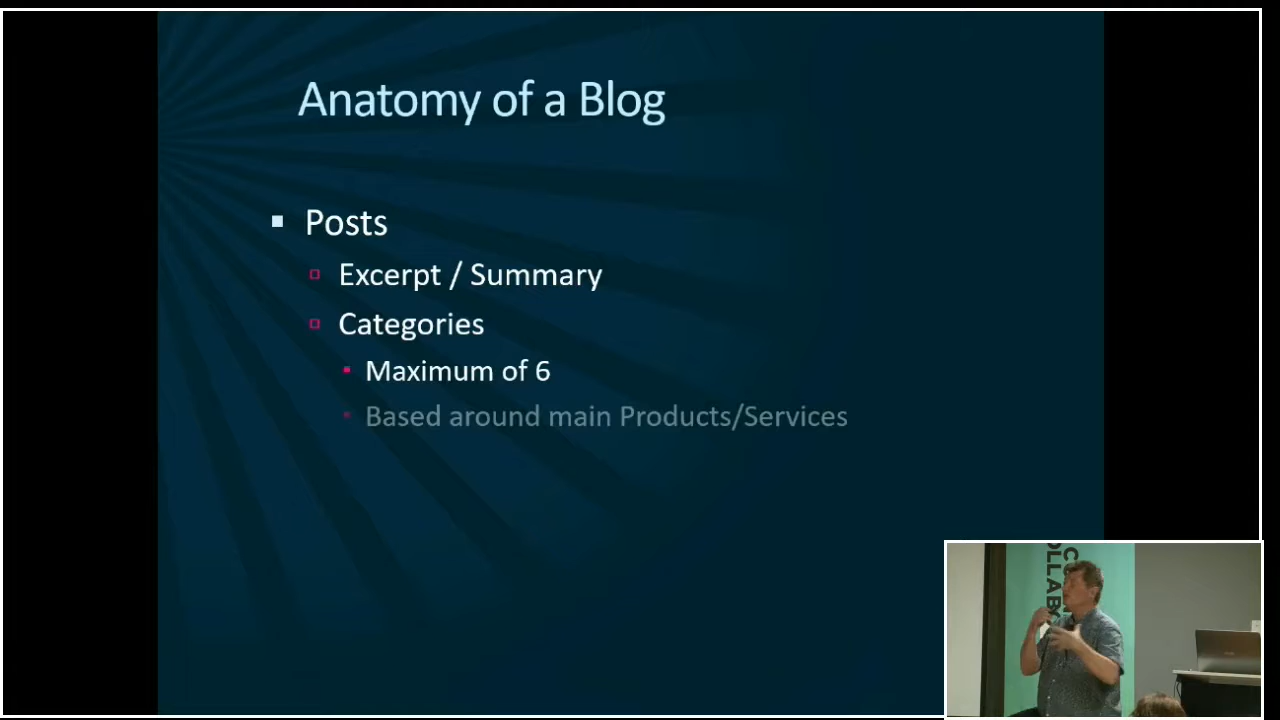 Anatomy of a Blog
Posts
Excerpt / Summary
Categories
Maximum of 6
Based around main Products/Services